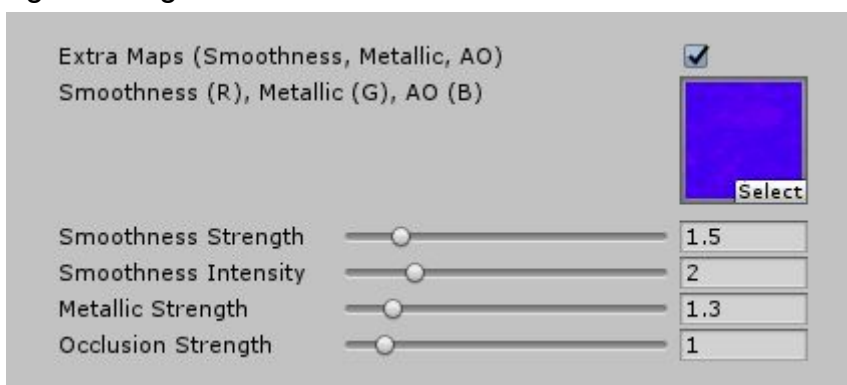 Extra Maps (Smoothness, Metallic, AO)
Smoothness (R), Metallic (G), AO (B)
Select
Smoothness Strength 1.5
Smoothness Intensity 2
Metallic Strength 1.3
Occlusion Strength 1